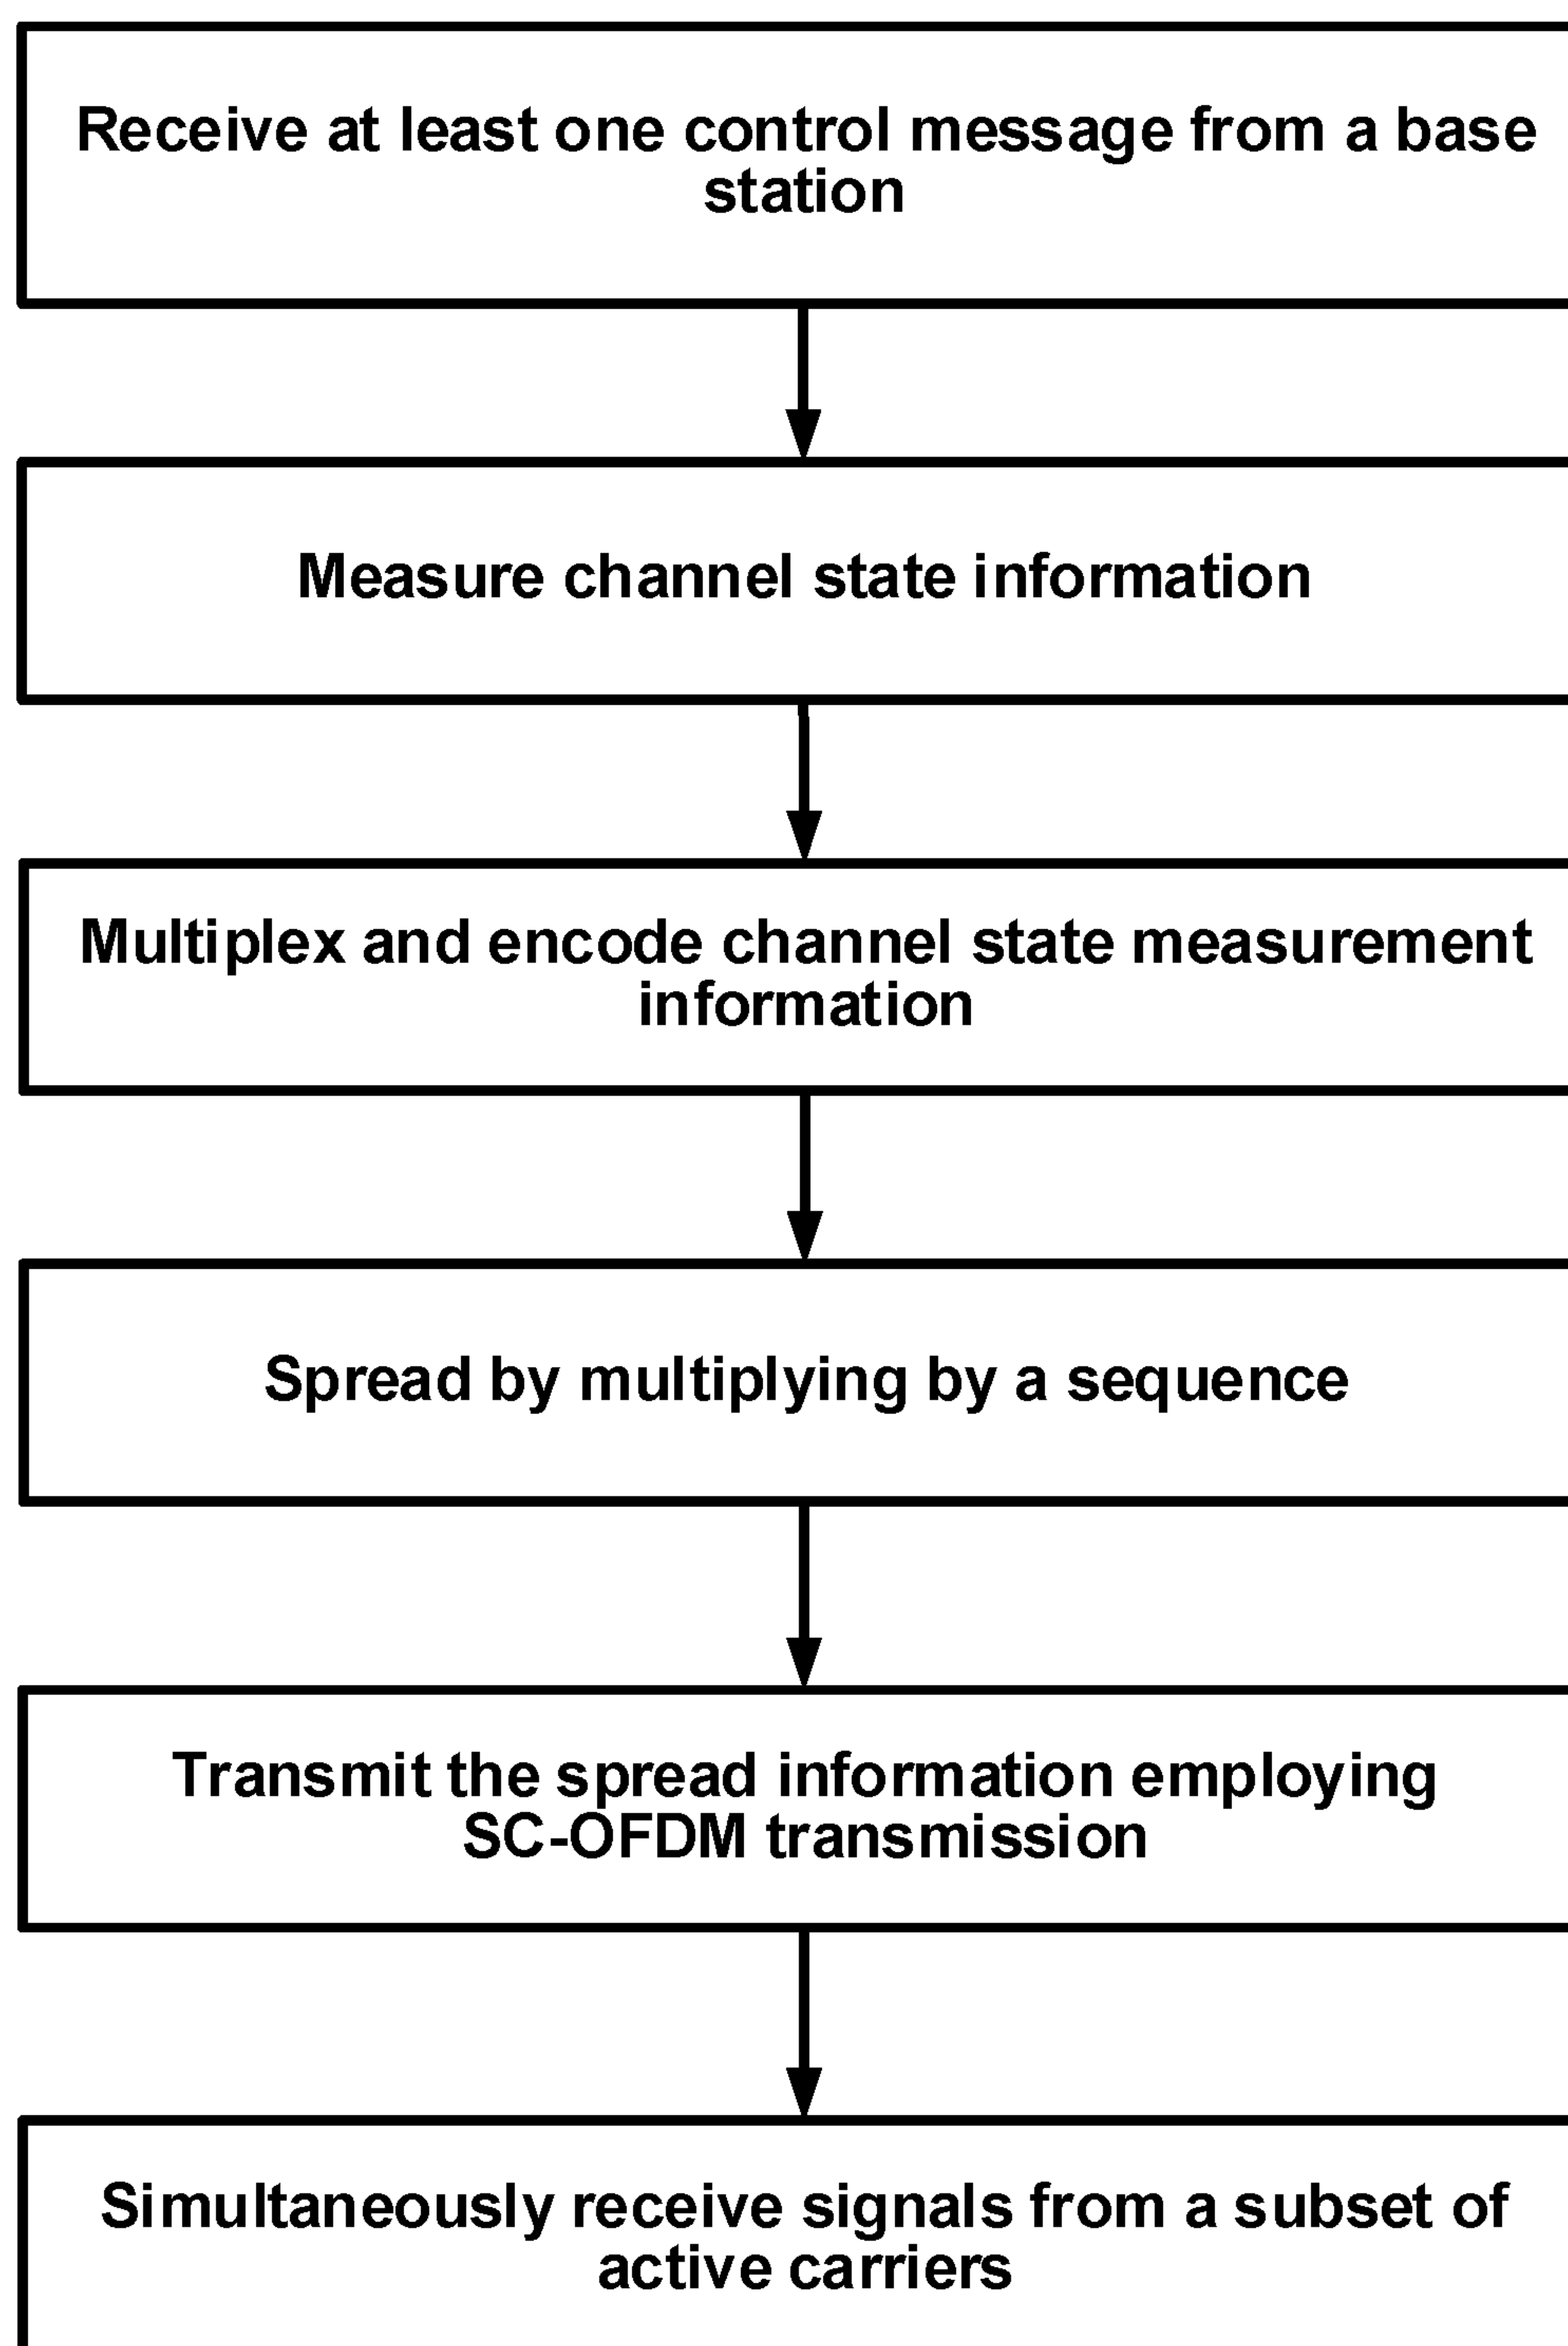 Receive at least one control message from a base
station
Measure channel state information
Multiplex and encode channel state measurement
information
Spread by multiplying by a sequence
Transmit the spread information employing
SC-OFDM transmission
Simultaneously receive signals from a subset of
active carriers